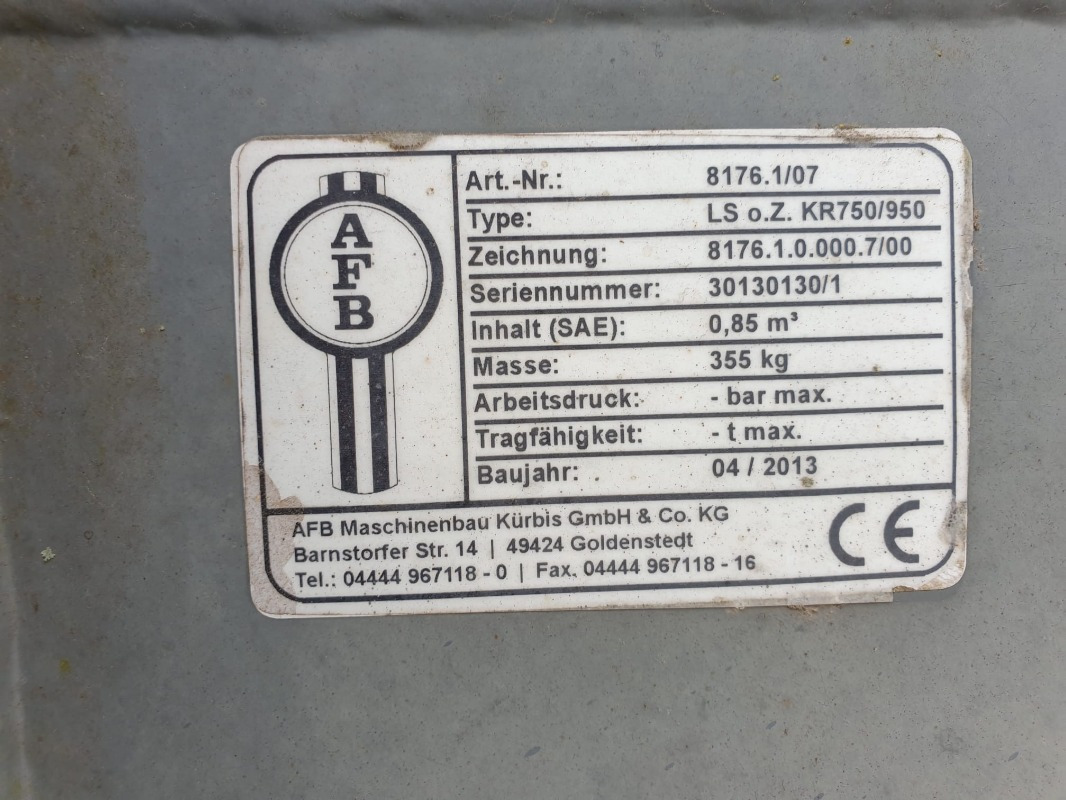 AFB
Art.-Nr.: 8176.1/07
Type: LS o.Z. KR750/950
Zeichnung: 8176.1.0.000.7/00
Seriennummer: 30130130/1
Inhalt (SAE): 0,85 m³
Masse: 355 kg
Arbeitsdruck: - bar max.
Tragfähigkeit: - t max.
Baujahr: 04 / 2013
AFB Maschinenbau Kürbis GmbH & Co. KG
Barnstorfer Str. 14 | 49424 Goldenstedt
Tel.: 04444 967118 - 0 | Fax. 04444 967118 - 16
CE